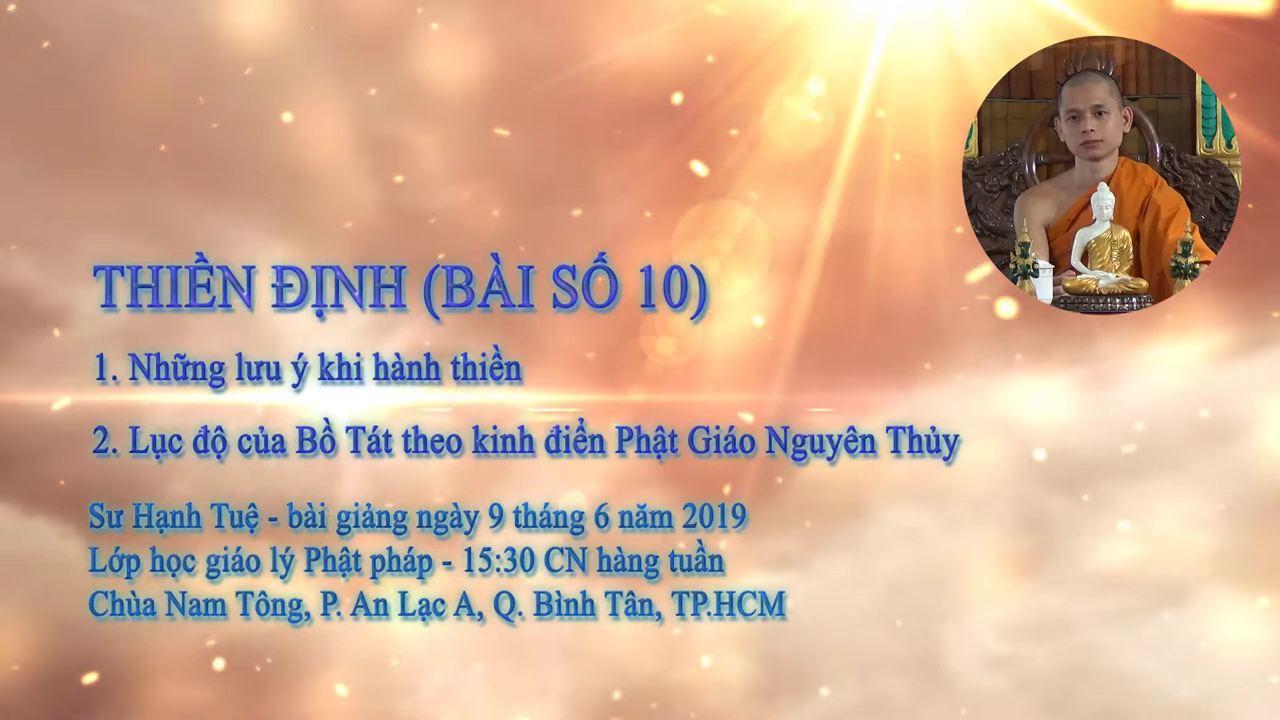 THIỀN ĐỊNH (BÀI SỐ 10)
1. Những lưu ý khi hành thiền
2. Lục độ của Bồ Tát theo kinh điển Phật Giáo Nguyên Thủy
Sư Hạnh Tuệ - bài giảng ngày 9 tháng 6 năm 2019
Lớp học giáo lý Phật pháp - 15:30 CN hàng tuần
Chùa Nam Tông, P. An Lạc A, Q. Bình Tân, TP.HCM